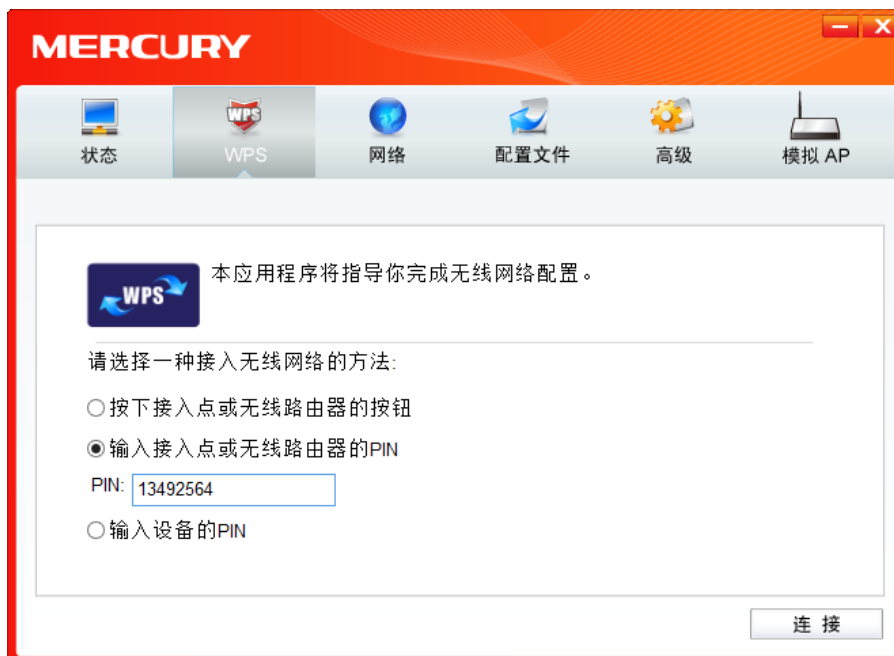 MERCURY
WPS
状态 WPS 网络 配置文件 高级 模拟 AP
WPS 本应用程序将指导你完成无线网络配置。
请选择一种接入无线网络的方法:
按下接入点或无线路由器的按钮
输入接入点或无线路由器的PIN
PIN: 13492564
输入设备的PIN
连 接